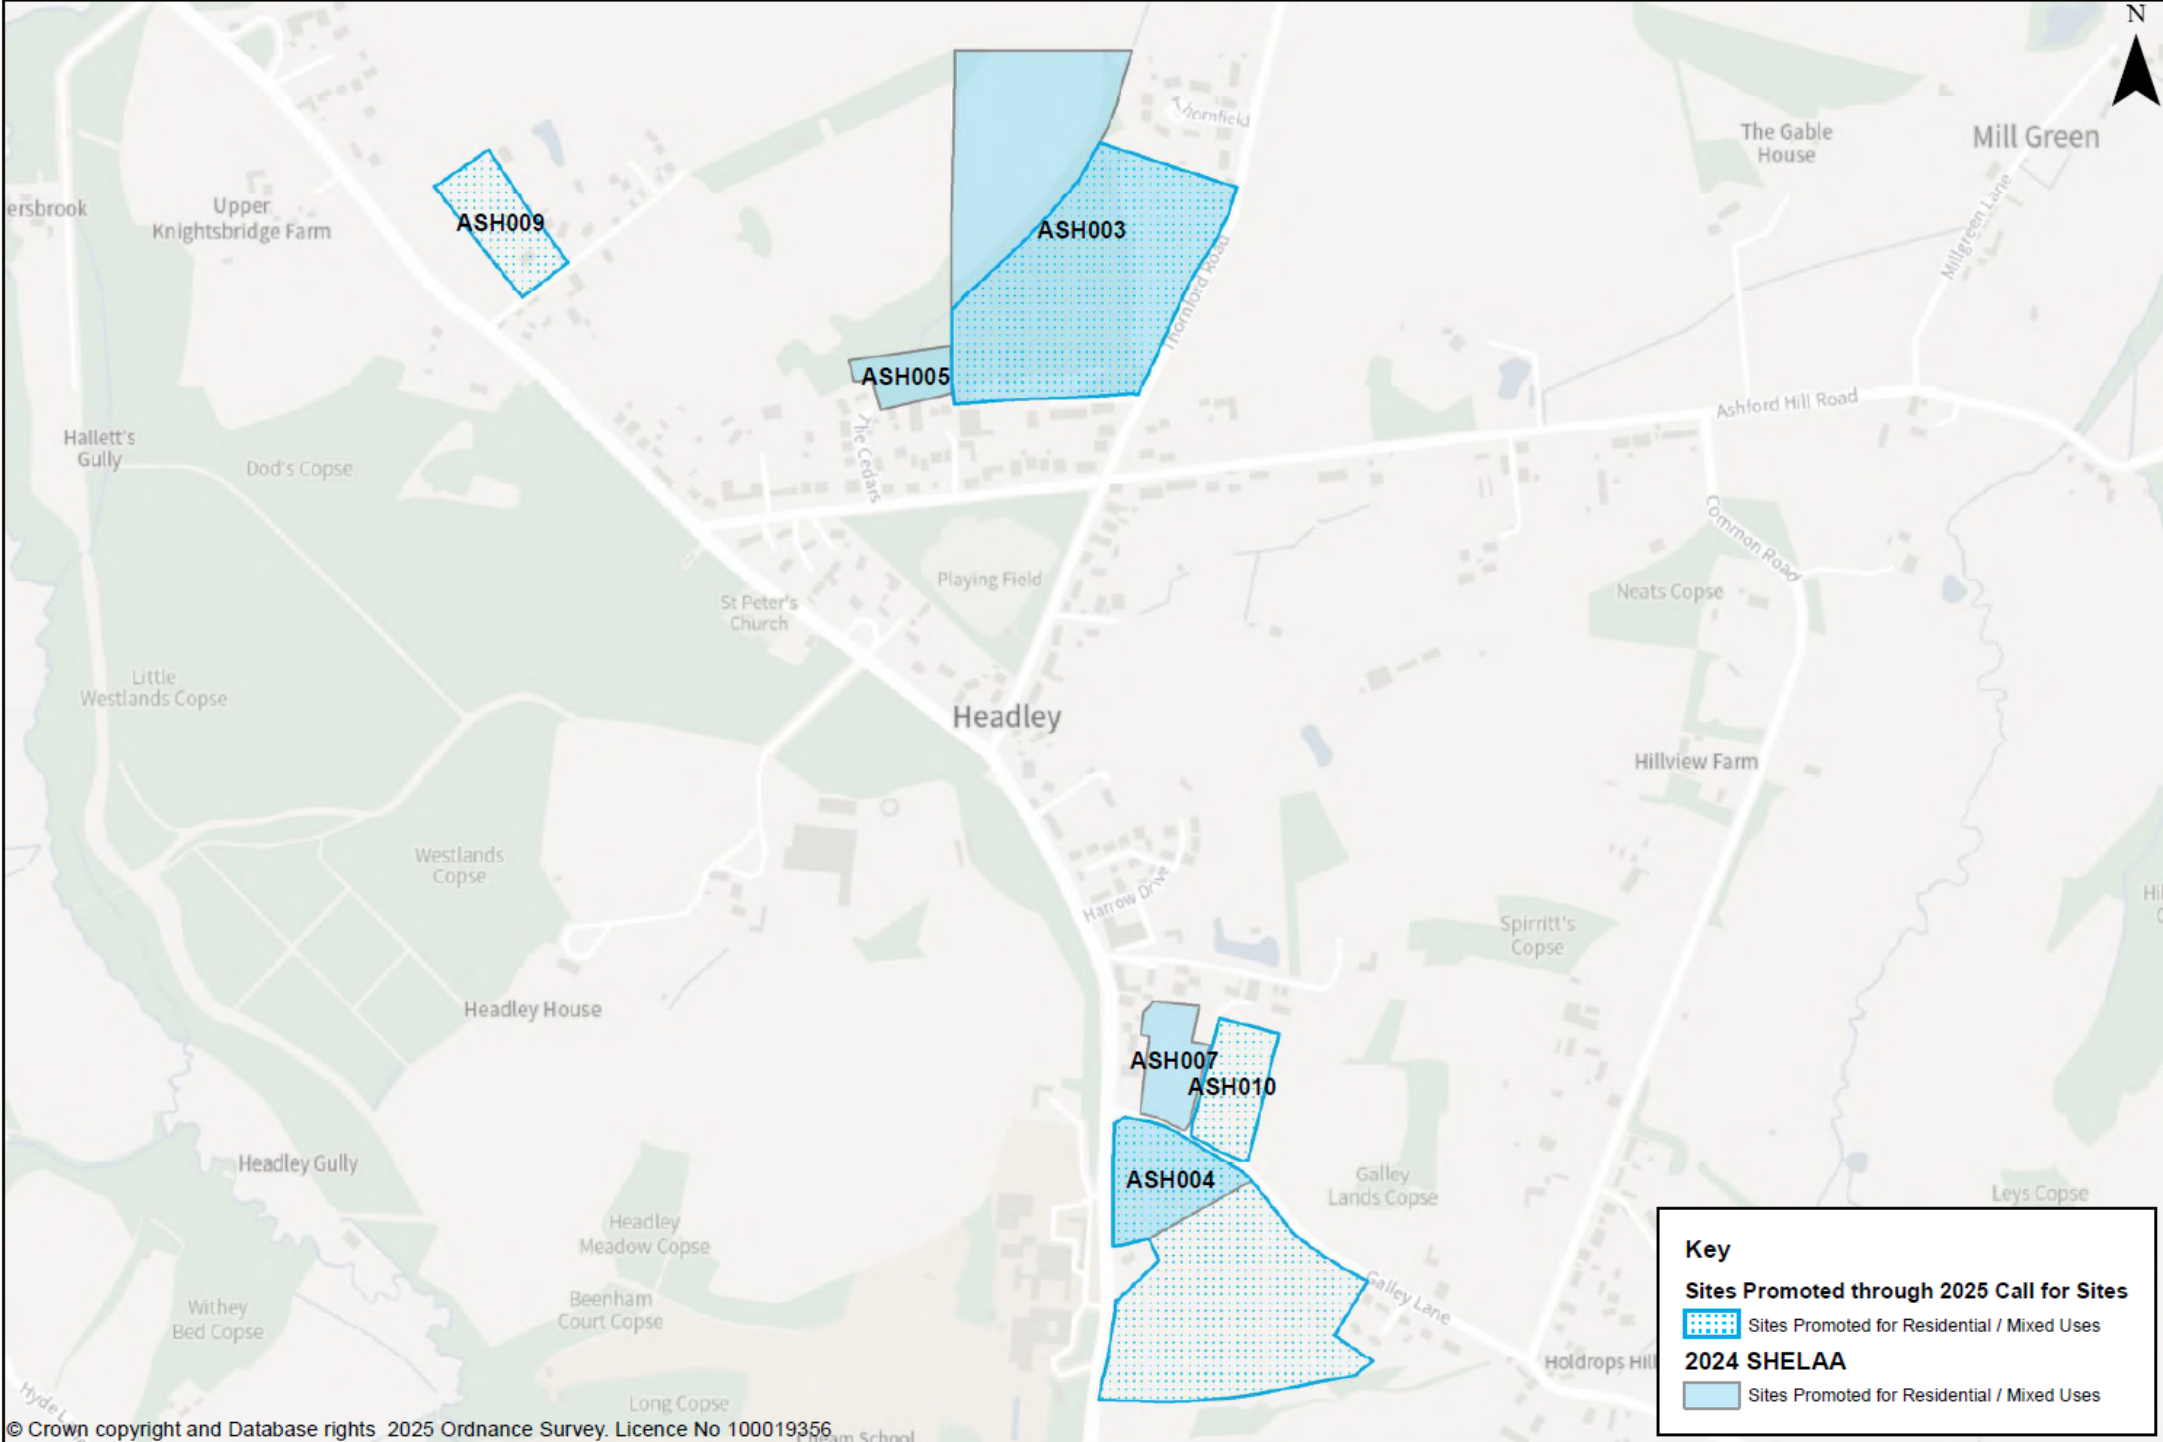 N
Thornfield
The Gable
House
Mill Green
Millgreen Lane
ersbrook
Upper
Knightsbridge Farm
ASH009
ASH003
Thornford Road
ASH005
The Cedars
Ashford Hill Road
Hallett's
Gully
Dod's Copse
Common Road
Playing Field
Neats Copse
St Peter's
Church
Little
Westlands Copse
Headley
Hillview Farm
Westlands
Copse
Harrow Drive
Spirritt's
Copse
Hil
Headley House
ASH007
ASH010
Headley Gully
ASH004
Galley
Lands Copse
Leys Copse
Headley
Meadow Copse
Galley Lane
Withey
Bed Copse
Beenham
Court Copse
Holdrops Hill
Long Copse
Cheam School
Key
Sites Promoted through 2025 Call for Sites
Sites Promoted for Residential / Mixed Uses
2024 SHELAA
Sites Promoted for Residential / Mixed Uses
© Crown copyright and Database rights 2025 Ordnance Survey. Licence No 100019356